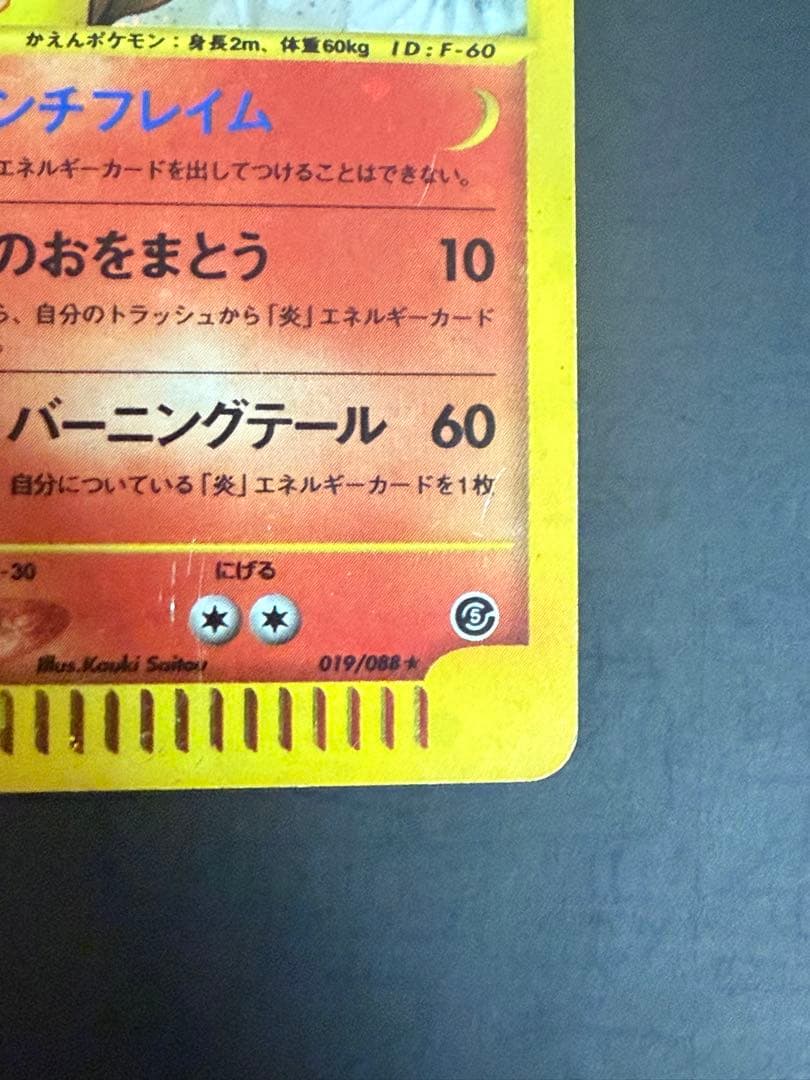 かえんポケモン：身長2m、体重60kg ID：F-60
ンチフレイム
エネルギーカードを出してつけることはできない。
のおをまとう 10
ら、自分のトラッシュから「炎」エネルギーカード
。
バーニングテール 60
自分についている「炎」エネルギーカードを1枚
-30 にげる
5
Illus.Kouki Saitou 019/088★